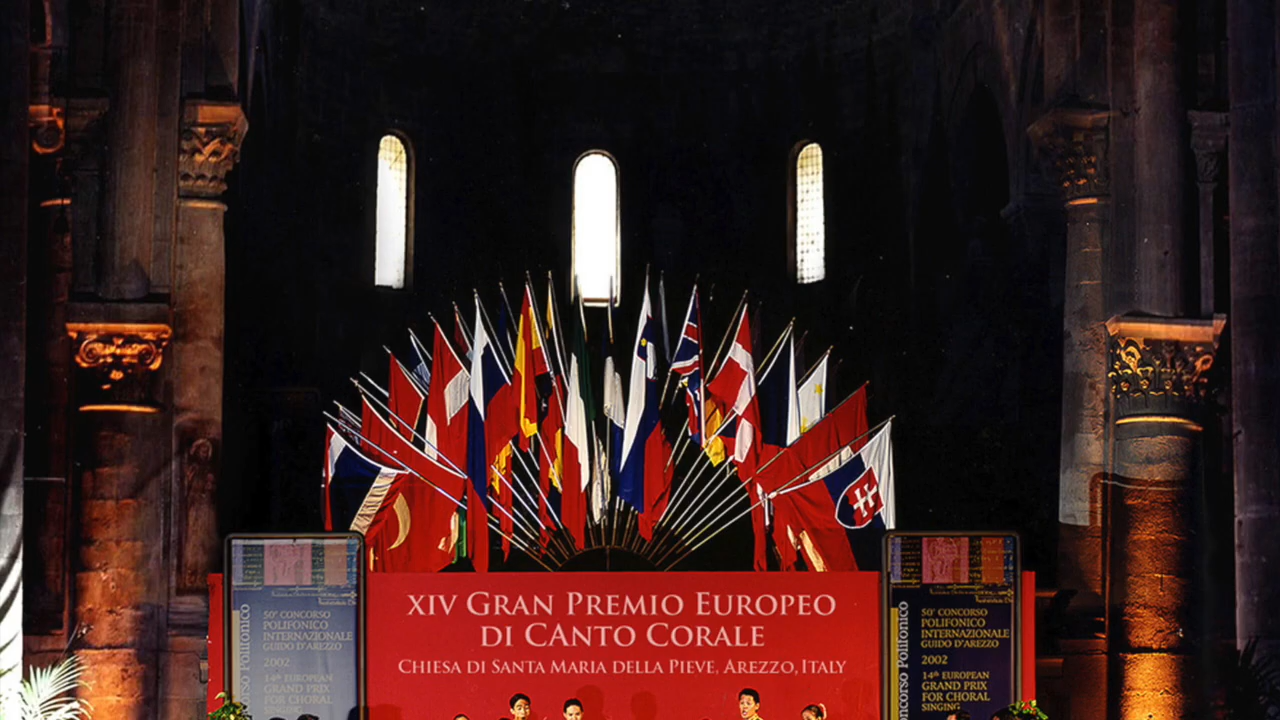 XIV GRAN PREMIO EUROPEO
DI CANTO CORALE
CHIESA DI SANTA MARIA DELLA PIEVE, AREZZO, ITALY
50° CONCORSO
POLIFONICO
INTERNAZIONALE
GUIDO D'AREZZO
2002
14th EUROPEAN
GRAND PRIX
FOR CHORAL
SINGING
corso Polifonico
50° CONCORSO
POLIFONICO
INTERNAZIONALE
GUIDO D'AREZZO
2002
14th EUROPEAN
GRAND PRIX
FOR CHORAL
SINGING
Concorso Polifonico